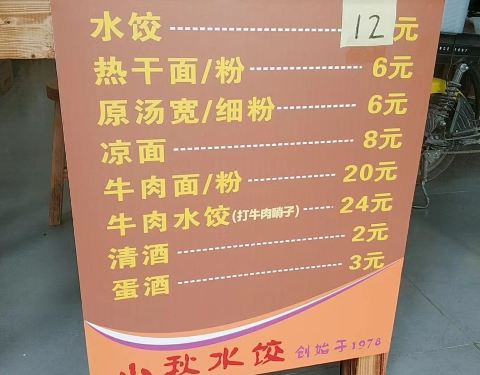 水饺 12元
热干面/粉 6元
原汤宽/细粉 6元
凉面 8元
牛肉面/粉 20元
牛肉水饺(打牛肉哨子) 24元
清酒 2元
蛋酒 3元
小秋水饺 创始于1978